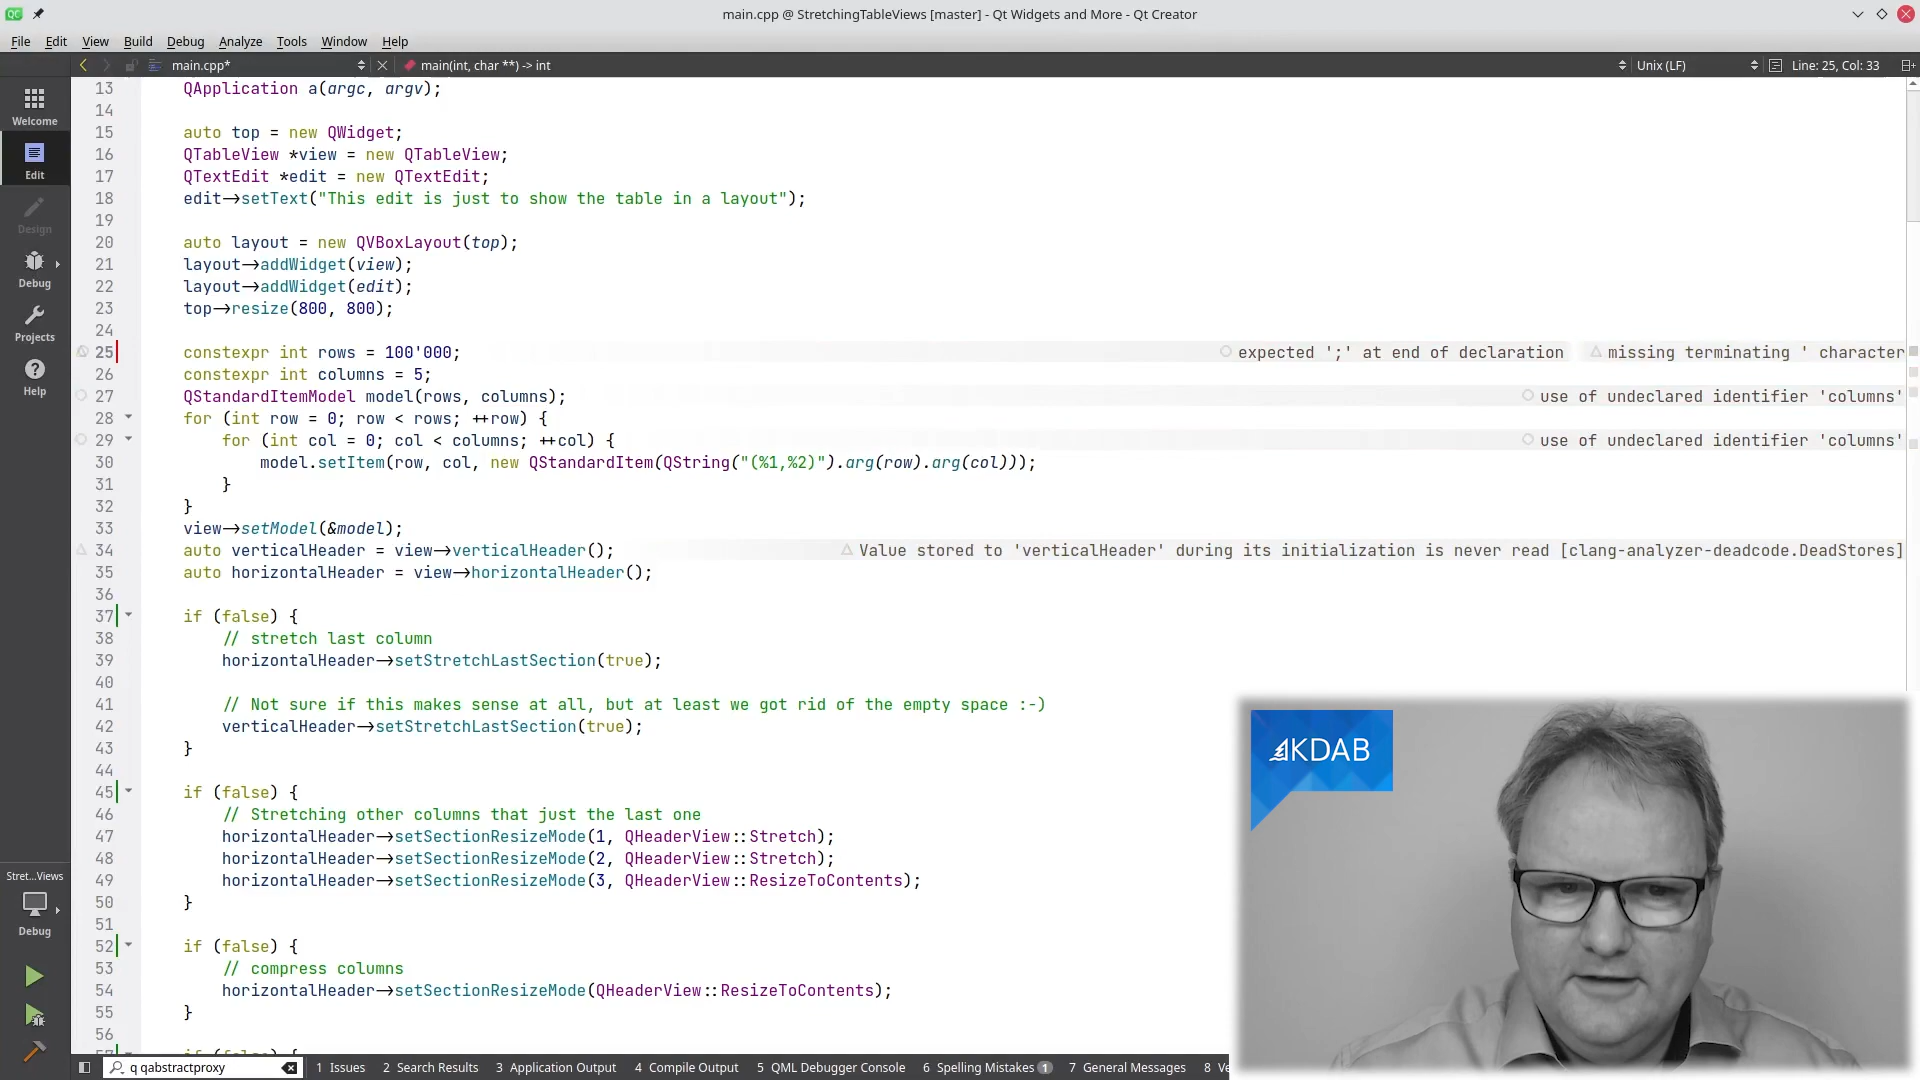 main.cpp @ StretchingTableViews [master] - Qt Widgets and More - Qt Creator
File Edit View Build Debug Analyze Tools Window Help
main.cpp* main(int, char **) -> int Unix (LF) Line: 25, Col: 33
Welcome
Edit
Design
Debug
Projects
Help
13 QApplication a(argc, argv);
14
15 auto top = new QWidget;
16 QTableView *view = new QTableView;
17 QTextEdit *edit = new QTextEdit;
18 edit->setText("This edit is just to show the table in a layout");
19
20 auto layout = new QVBoxLayout(top);
21 layout->addWidget(view);
22 layout->addWidget(edit);
23 top->resize(800, 800);
24
25 constexpr int rows = 100'000; expected ';' at end of declaration missing terminating ' character
26 constexpr int columns = 5;
27 QStandardItemModel model(rows, columns); use of undeclared identifier 'columns'
28 for (int row = 0; row < rows; ++row) {
29 for (int col = 0; col < columns; ++col) { use of undeclared identifier 'columns'
30 model.setItem(row, col, new QStandardItem(QString("(%1,%2)").arg(row).arg(col)));
31 }
32 }
33 view->setModel(&model);
34 auto verticalHeader = view->verticalHeader(); Value stored to 'verticalHeader' during its initialization is never read [clang-analyzer-deadcode.DeadStores]
35 auto horizontalHeader = view->horizontalHeader();
36
37 if (false) {
38 // stretch last column
39 horizontalHeader->setStretchLastSection(true);
40
41 // Not sure if this makes sense at all, but at least we got rid of the empty space :-)
42 verticalHeader->setStretchLastSection(true);
43 }
44
45 if (false) {
46 // Stretching other columns that just the last one
47 horizontalHeader->setSectionResizeMode(1, QHeaderView::Stretch);
48 horizontalHeader->setSectionResizeMode(2, QHeaderView::Stretch);
49 horizontalHeader->setSectionResizeMode(3, QHeaderView::ResizeToContents);
50 }
51
52 if (false) {
53 // compress columns
54 horizontalHeader->setSectionResizeMode(QHeaderView::ResizeToContents);
55 }
56
KDAB
Stret...Views
Debug
q qabstractproxy 1 Issues 2 Search Results 3 Application Output 4 Compile Output 5 QML Debugger Console 6 Spelling Mistakes 1 7 General Messages 8